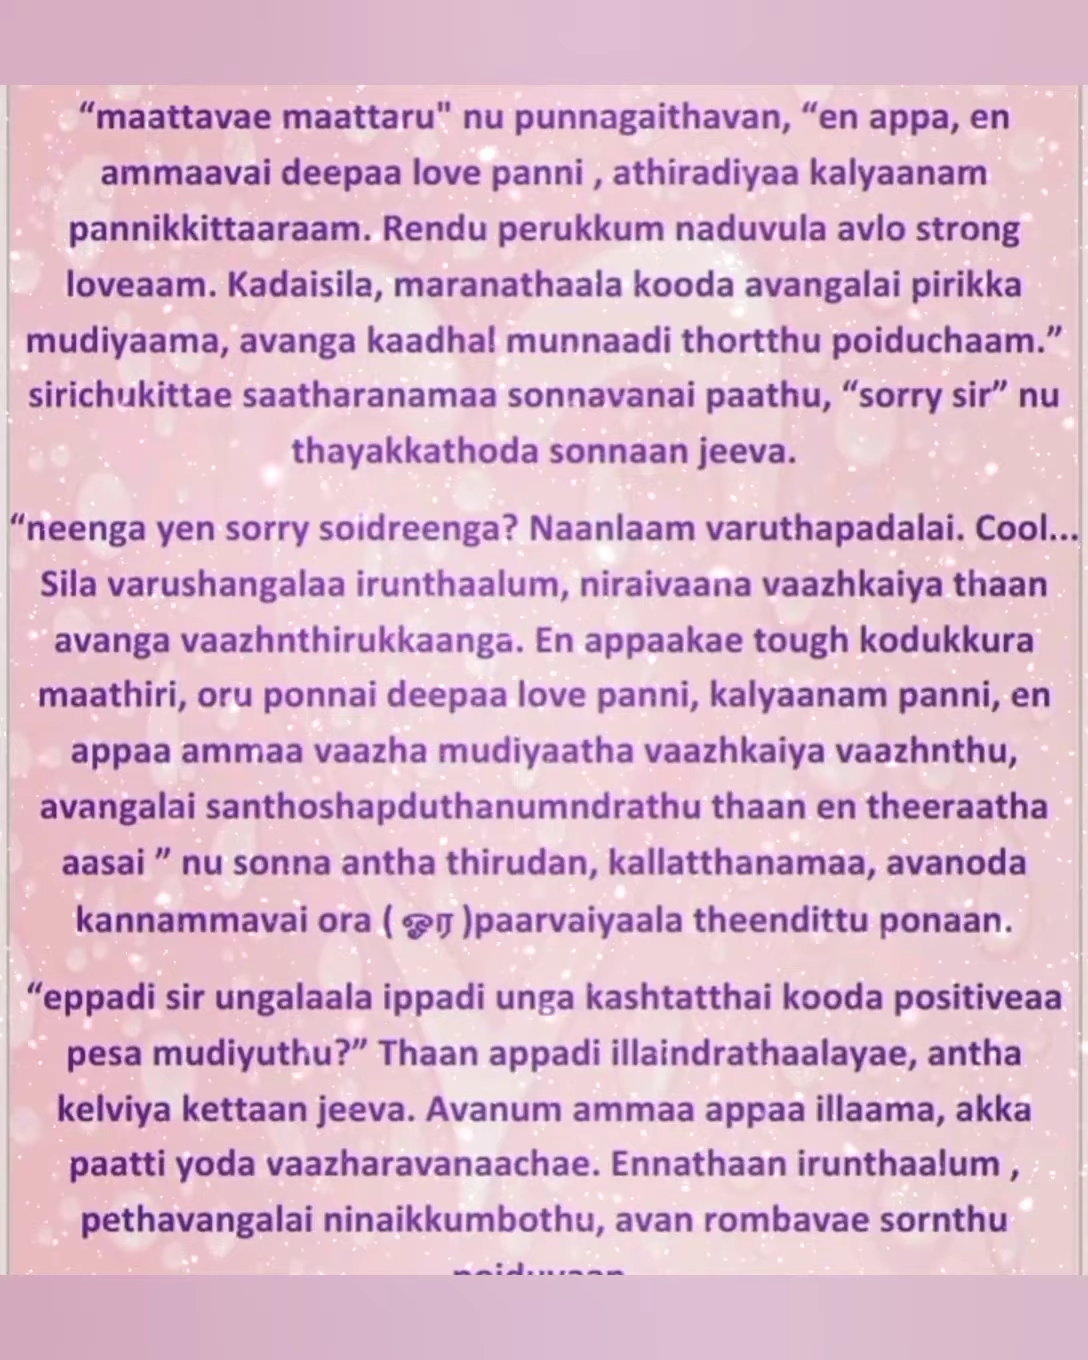 “maattavae maattaru" nu punnagaithavan, “en appa, en
ammaavai deepaa love panni , athiradiyaa kalyaanam
pannikkittaaraam. Rendu perukkum naduvula avlo strong
loveaam. Kadaisila, maranathaala kooda avangalai pirikka
mudiyaama, avanga kaadhal munnaadi thortthu poiduchaam.”
sirichukittae saatharanamaa sonnavanai paathu, “sorry sir” nu
thayakkathoda sonnaan jeeva.
“neenga yen sorry soidreenga? Naanlaam varuthapadalai. Cool...
Sila varushangalaa irunthaalum, niraivaana vaazhkaiya thaan
avanga vaazhnthirukkaanga. En appaakae tough kodukkura
maathiri, oru ponnai deepaa love panni, kalyaanam panni, en
appaa ammaa vaazha mudiyaatha vaazhkaiya vaazhnthu,
avangalai santhoshapduthanumndrathu thaan en theeraatha
aasai ” nu sonna antha thirudan, kallatthanamaa, avanoda
kannammavai ora ( ஓர )paarvaiyaala theendittu ponaan.
“eppadi sir ungalaala ippadi unga kashtatthai kooda positiveaa
pesa mudiyuthu?” Thaan appadi illaindrathaalayae, antha
kelviya kettaan jeeva. Avanum ammaa appaa illaama, akka
paatti yoda vaazharavanaachae. Ennathaan irunthaalum ,
pethavangalai ninaikkumbothu, avan rombavae sornthu